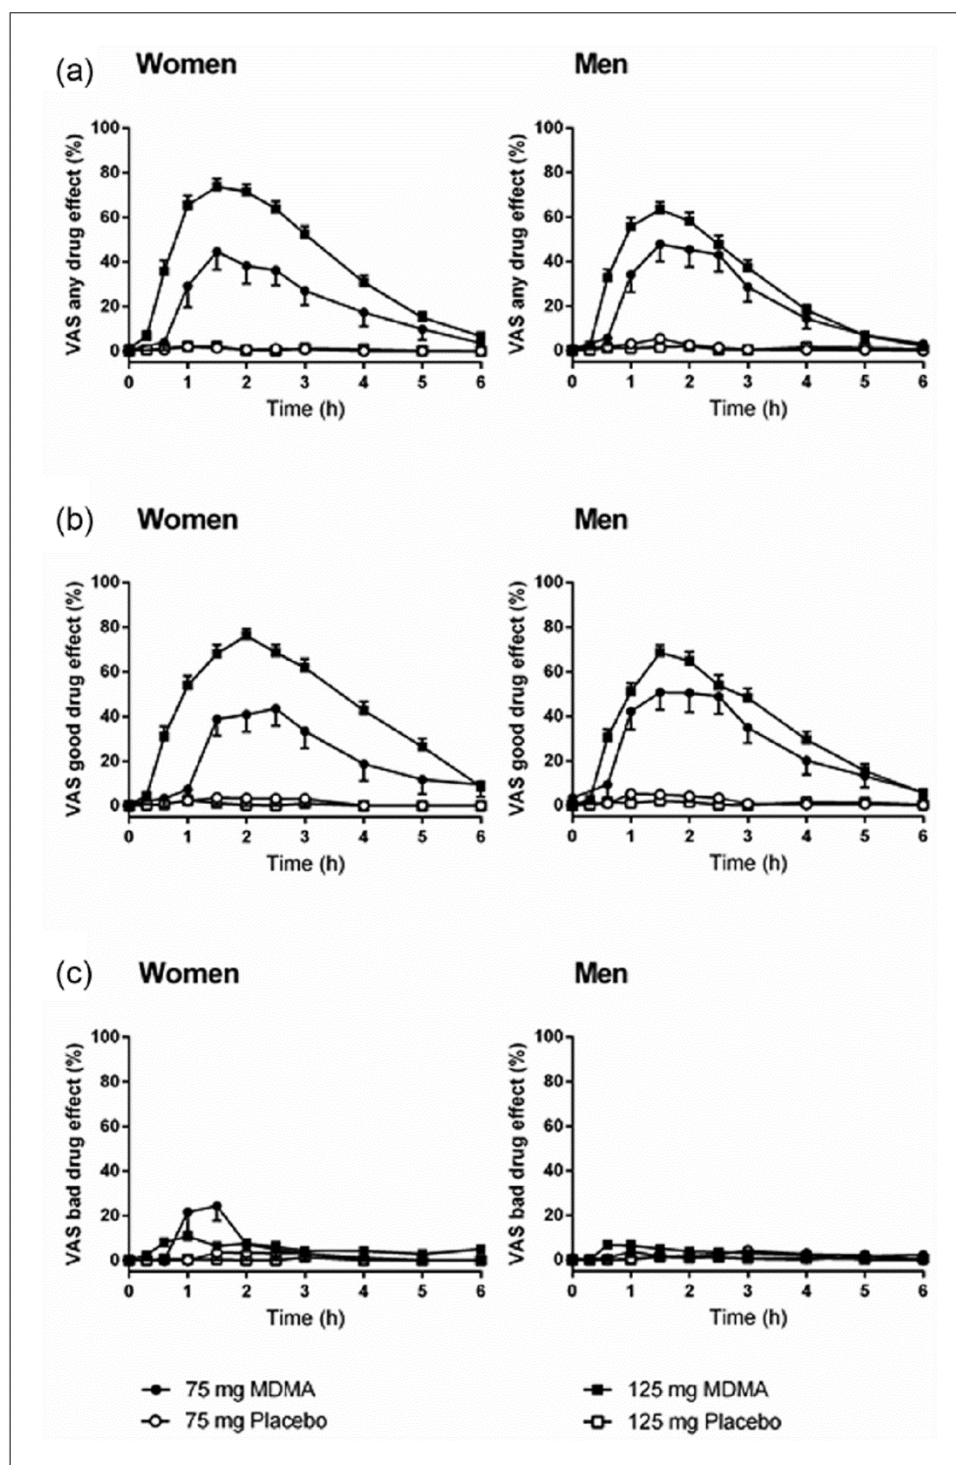 (a) Women Men
VAS any drug effect (%) VAS any drug effect (%)
100 100
80 80
60 60
40 40
20 20
0 0
0 1 2 3 4 5 6 0 1 2 3 4 5 6
Time (h) Time (h)
(b) Women Men
VAS good drug effect (%) VAS good drug effect (%)
100 100
80 80
60 60
40 40
20 20
0 0
0 1 2 3 4 5 6 0 1 2 3 4 5 6
Time (h) Time (h)
(c) Women Men
VAS bad drug effect (%) VAS bad drug effect (%)
100 100
80 80
60 60
40 40
20 20
0 0
0 1 2 3 4 5 6 0 1 2 3 4 5 6
Time (h) Time (h)
75 mg MDMA 125 mg MDMA
75 mg Placebo 125 mg Placebo